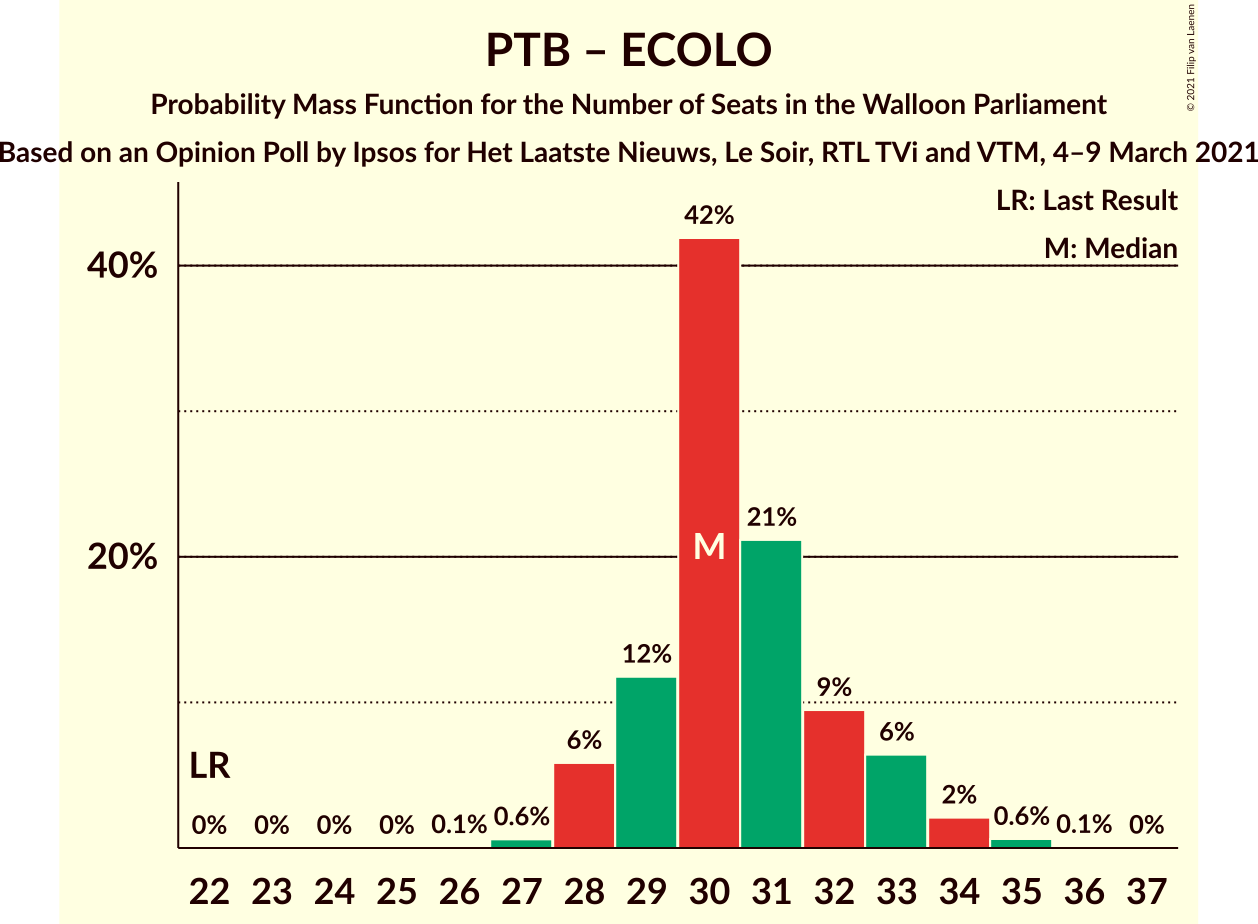 PTB – ECOLO
Probability Mass Function for the Number of Seats in the Walloon Parliament
Based on an Opinion Poll by Ipsos for Het Laatste Nieuws, Le Soir, RTL TVi and VTM, 4–9 March 2021
© 2021 Filip van Laenen
LR: Last Result
M: Median
42%
40%
21%
M
20%
12%
9%
6%
6%
LR
2%
0% 0% 0% 0% 0.1% 0.6% 0.6% 0.1% 0%
22 23 24 25 26 27 28 29 30 31 32 33 34 35 36 37